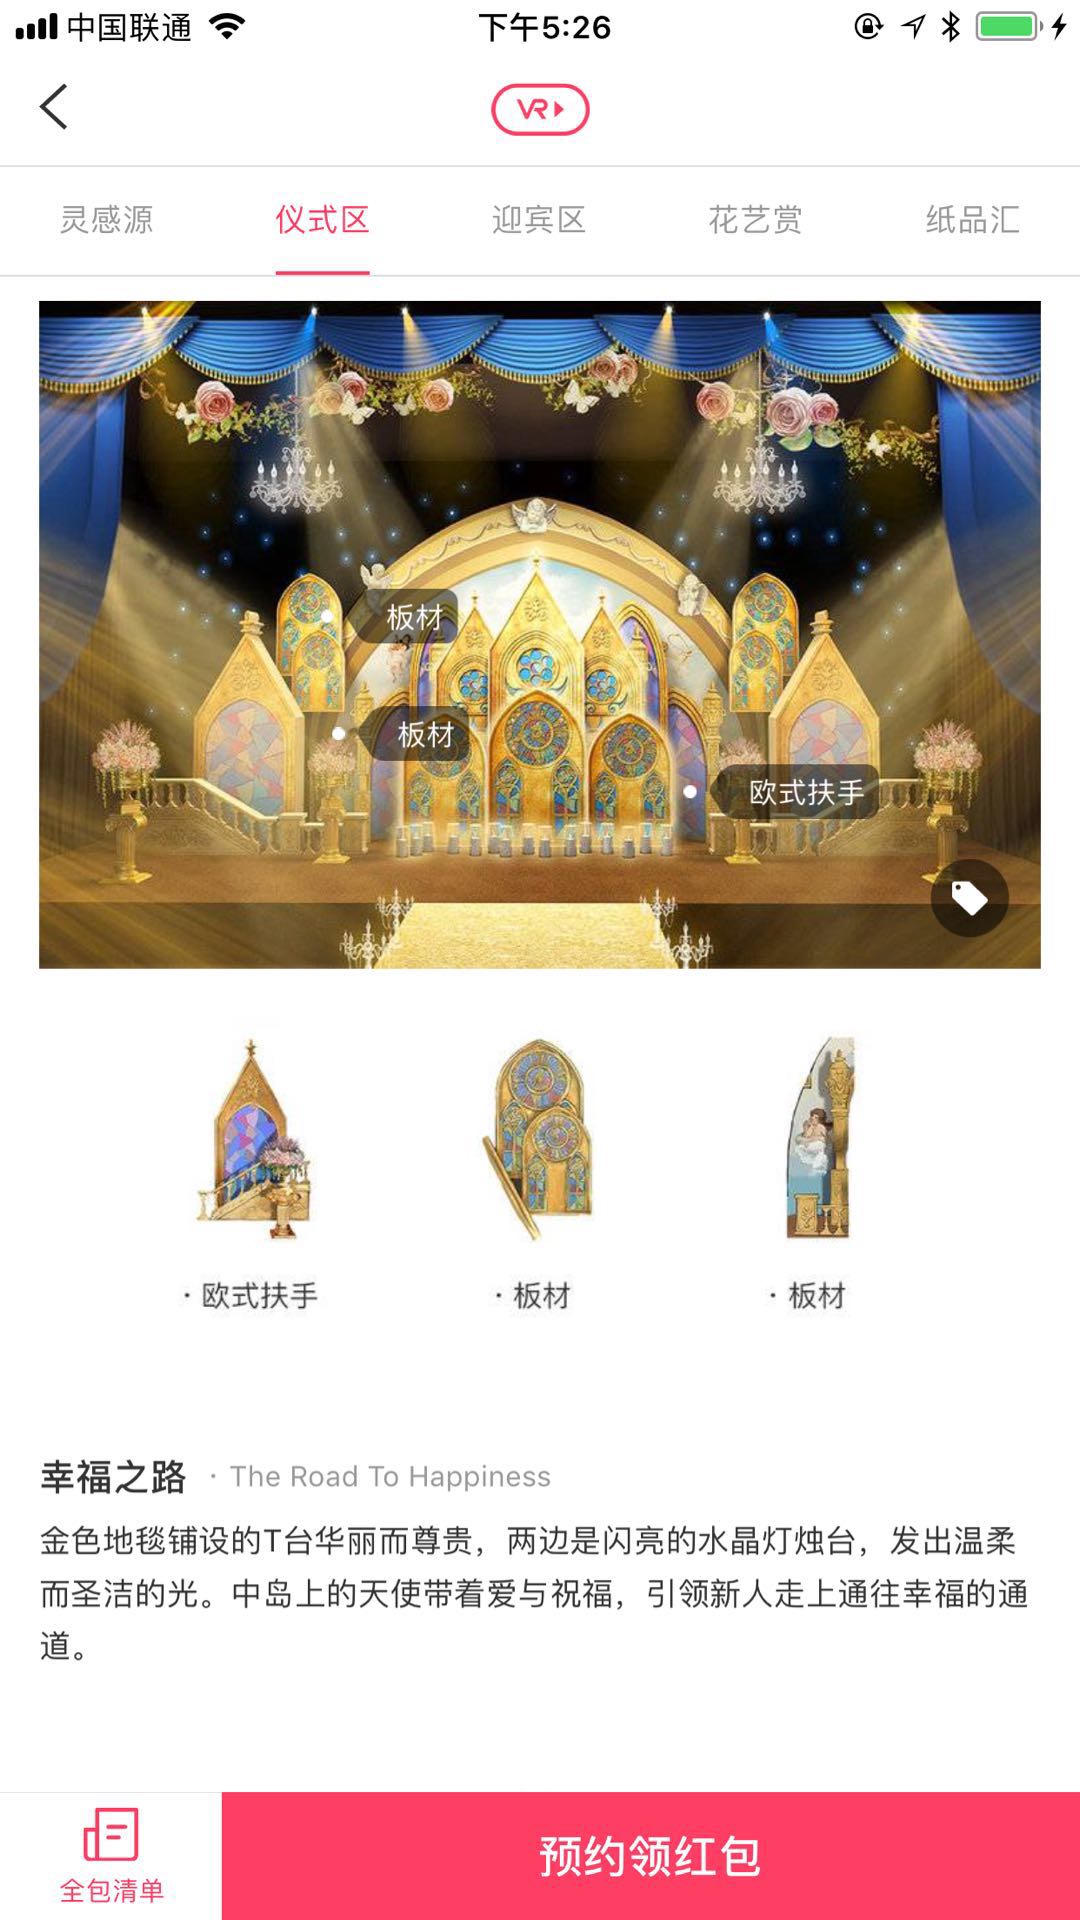 中国联通
下午5:26
VR
灵感源 仪式区 迎宾区 花艺赏 纸品汇
板材
板材
欧式扶手
· 欧式扶手 · 板材 · 板材
幸福之路 · The Road To Happiness
金色地毯铺设的T台华丽而尊贵，两边是闪亮的水晶灯烛台，发出温柔
而圣洁的光。中岛上的天使带着爱与祝福，引领新人走上通往幸福的通
道。
全包清单
预约领红包